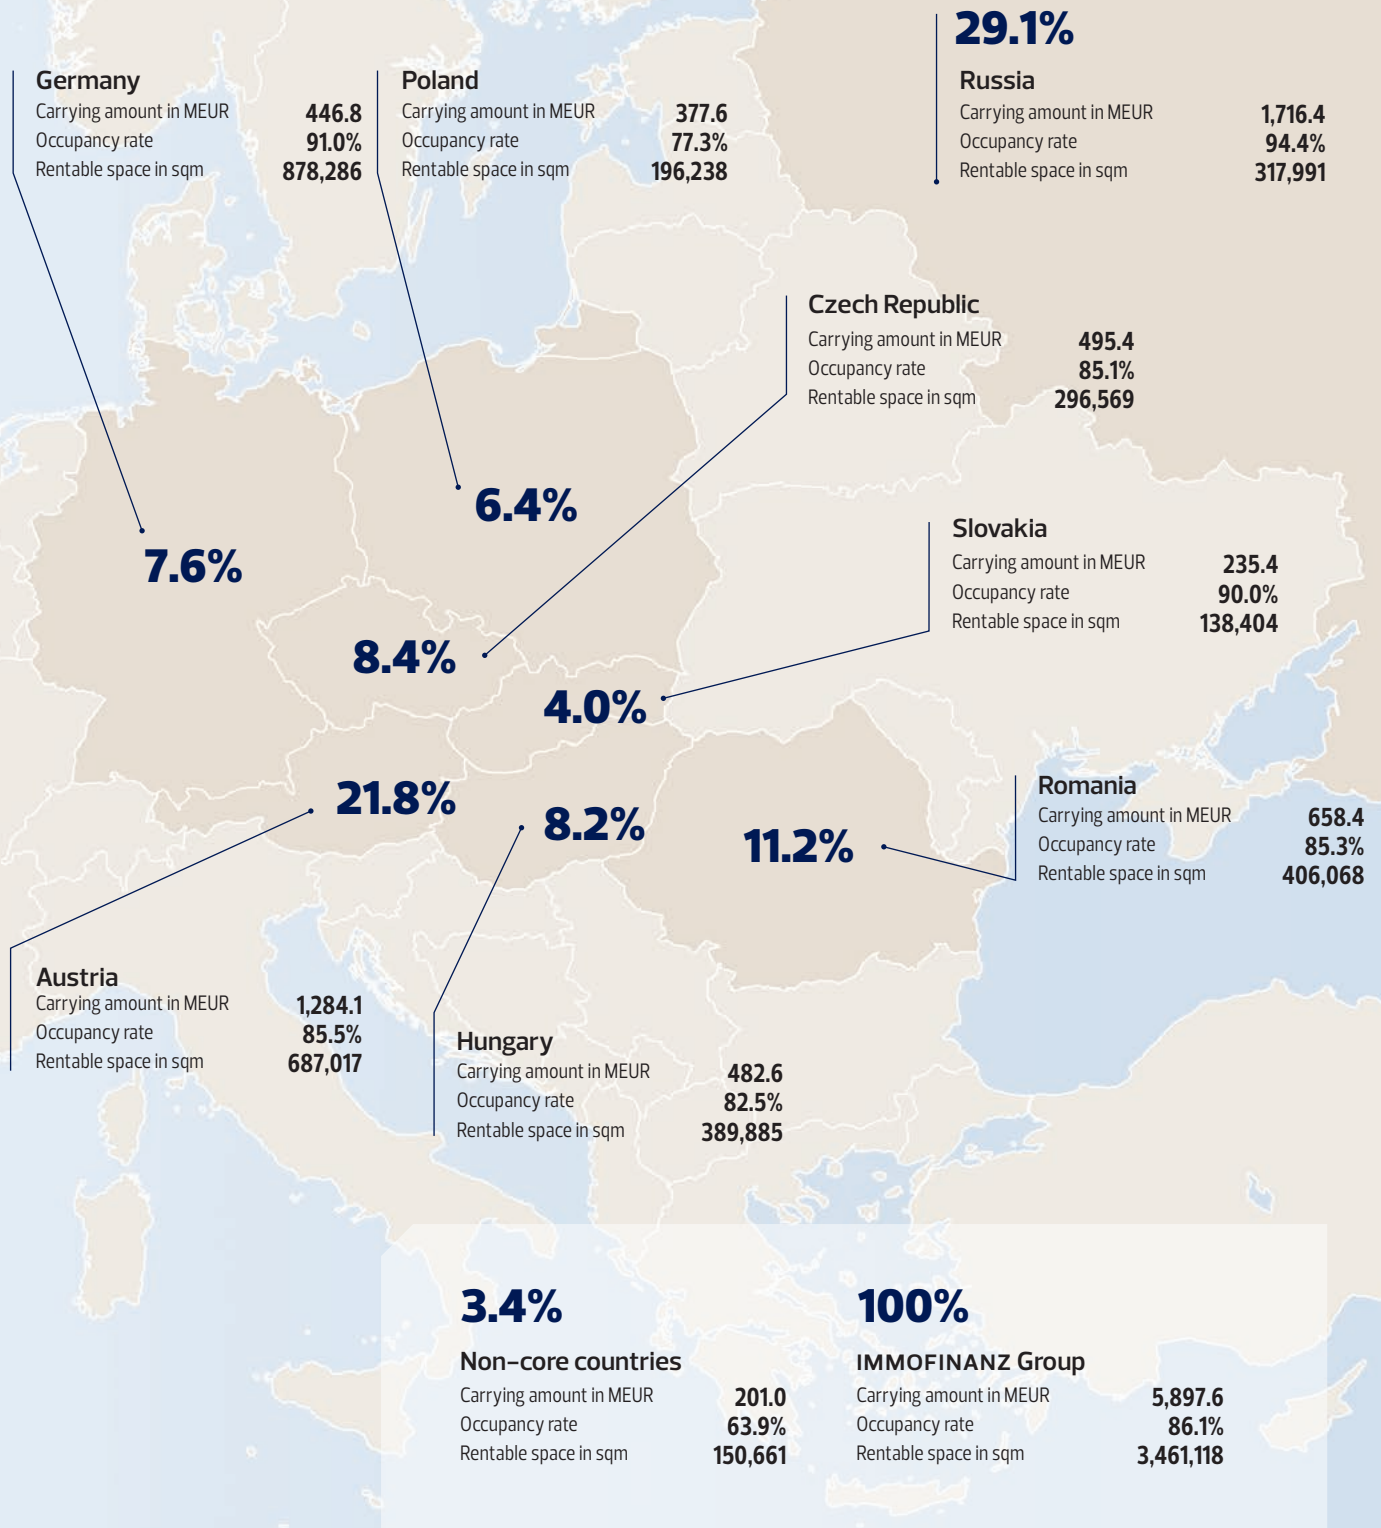 29.1%
Russia
Carrying amount in MEUR 1,716.4
Occupancy rate 94.4%
Rentable space in sqm 317,991
Germany
Carrying amount in MEUR 446.8
Occupancy rate 91.0%
Rentable space in sqm 878,286
Poland
Carrying amount in MEUR 377.6
Occupancy rate 77.3%
Rentable space in sqm 196,238
Czech Republic
Carrying amount in MEUR 495.4
Occupancy rate 85.1%
Rentable space in sqm 296,569
6.4%
7.6%
Slovakia
Carrying amount in MEUR 235.4
Occupancy rate 90.0%
Rentable space in sqm 138,404
8.4%
4.0%
21.8%
8.2%
11.2%
Romania
Carrying amount in MEUR 658.4
Occupancy rate 85.3%
Rentable space in sqm 406,068
Austria
Carrying amount in MEUR 1,284.1
Occupancy rate 85.5%
Rentable space in sqm 687,017
Hungary
Carrying amount in MEUR 482.6
Occupancy rate 82.5%
Rentable space in sqm 389,885
3.4%
Non-core countries
Carrying amount in MEUR 201.0
Occupancy rate 63.9%
Rentable space in sqm 150,661
100%
IMMOFINANZ Group
Carrying amount in MEUR 5,897.6
Occupancy rate 86.1%
Rentable space in sqm 3,461,118